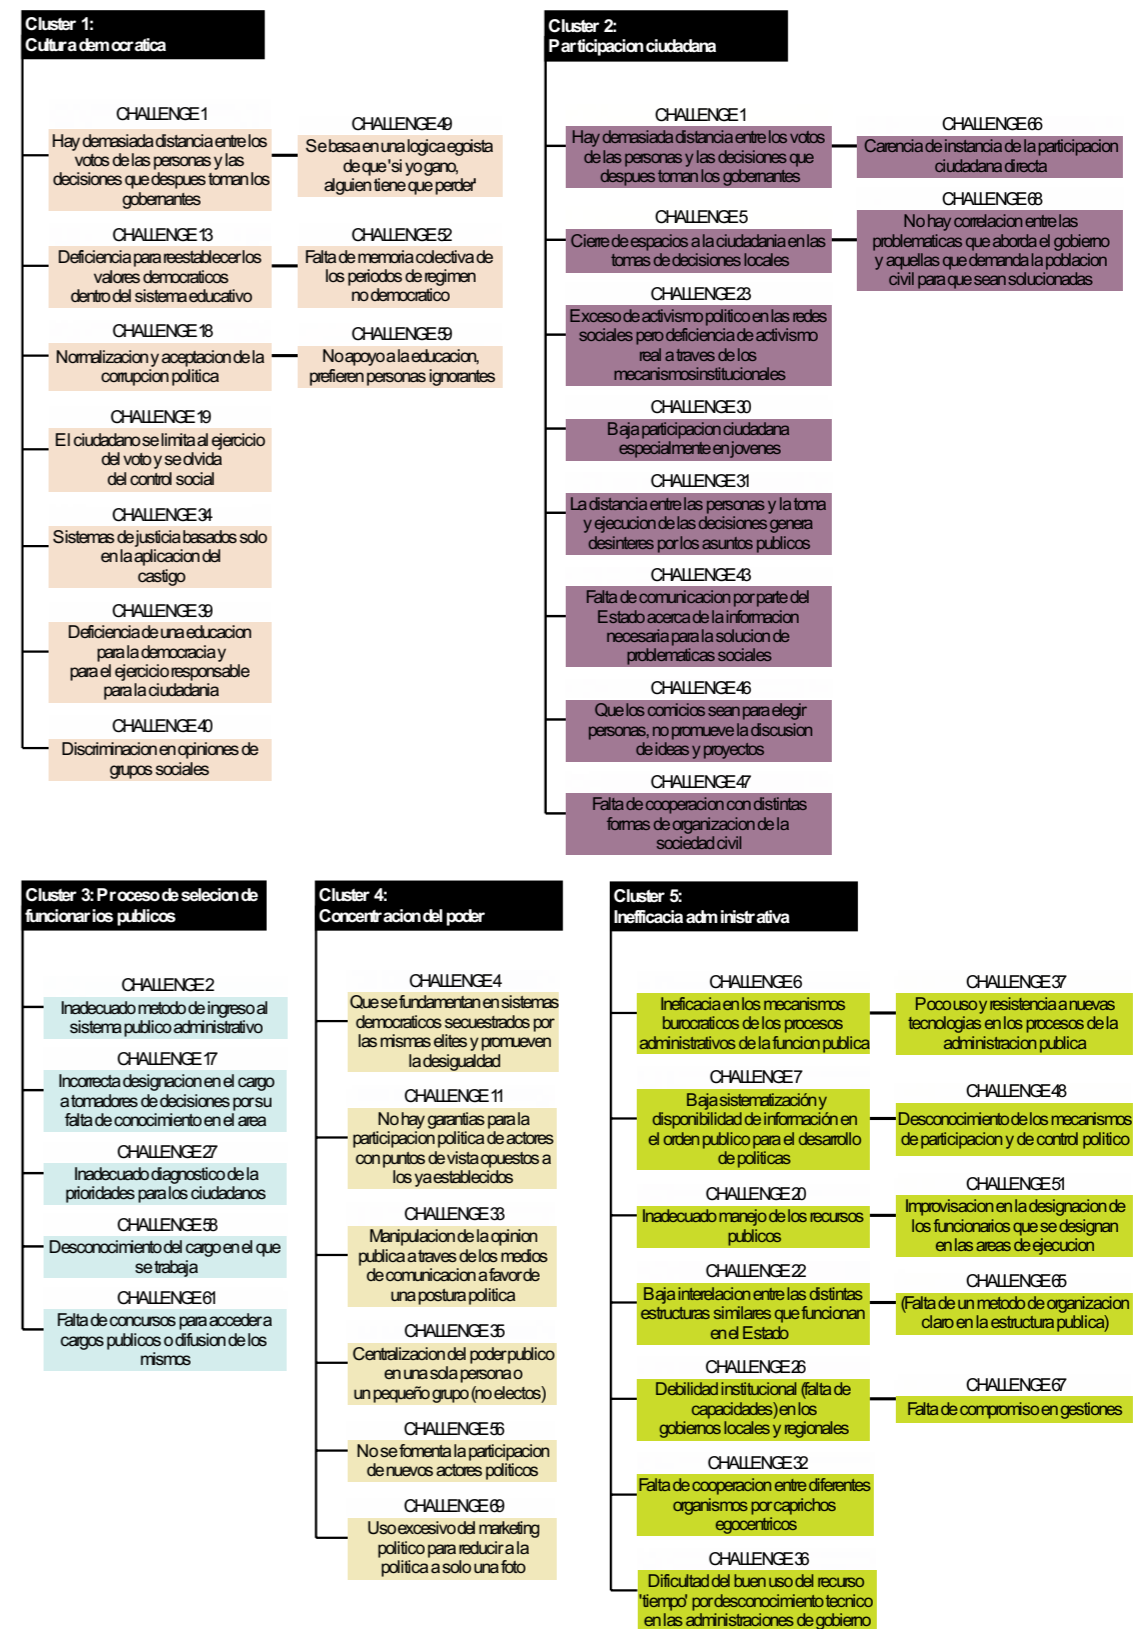 Cluster 1:
Cultura democratica
CHALLENGE 1
Hay demasiada distancia entre los
votos de las personas y las
decisiones que despues toman los
gobernantes
CHALLENGE 49
Se basa en una logica egoista
de que 'si yo gano,
alguien tiene que perder'
CHALLENGE 13
Deficiencia para reestablecer los
valores democraticos
dentro del sistema educativo
CHALLENGE 52
Falta de memoria colectiva de
los periodos de regimen
no democratico
CHALLENGE 18
Normalizacion y aceptacion de la
corrupcion politica
CHALLENGE 59
No apoyo a la educacion,
prefieren personas ignorantes
CHALLENGE 19
El ciudadano se limita al ejercicio
del voto y se olvida
del control social
CHALLENGE 34
Sistemas de justicia basados solo
en la aplicacion del
castigo
CHALLENGE 39
Deficiencia de una educacion
para la democracia y
para el ejercicio responsable
para la ciudadania
CHALLENGE 40
Discriminacion en opiniones de
grupos sociales
Cluster 2:
Participacion ciudadana
CHALLENGE 1
Hay demasiada distancia entre los votos
de las personas y las decisiones que
despues toman los gobernantes
CHALLENGE 66
Carencia de instancia de la participacion
ciudadana directa
CHALLENGE 5
Cierre de espacios a la ciudadania en las
tomas de decisiones locales
CHALLENGE 68
No hay correlacion entre las
problematicas que aborda el gobierno
y aquellas que demanda la poblacion
civil para que sean solucionadas
CHALLENGE 23
Exceso de activismo politico en las redes
sociales pero deficiencia de activismo
real a traves de los
mecanismosinstitucionales
CHALLENGE 30
Baja participacion ciudadana
especialmente en jovenes
CHALLENGE 31
La distancia entre las personas y la toma
y ejecucion de las decisiones genera
desinteres por los asuntos publicos
CHALLENGE 43
Falta de comunicacion por parte del
Estado acerca de la informacion
necesaria para la solucion de
problematicas sociales
CHALLENGE 46
Que los comicios sean para elegir
personas, no promueve la discusion
de ideas y proyectos
CHALLENGE 47
Falta de cooperacion con distintas
formas de organizacion de la
sociedad civil
Cluster 3: Proceso de selecion de
funcionarios publicos
CHALLENGE 2
Inadecuado metodo de ingreso al
sistema publico administrativo
CHALLENGE 17
Incorrecta designacion en el cargo
a tomadores de decisiones por su
falta de conocimiento en el area
CHALLENGE 27
Inadecuado diagnostico de la
prioridades para los ciudadanos
CHALLENGE 58
Desconocimiento del cargo en el que
se trabaja
CHALLENGE 61
Falta de concursos para acceder a
cargos publicos o difusion de los
mismos
Cluster 4:
Concentracion del poder
CHALLENGE 4
Que se fundamentan en sistemas
democraticos secuestrados por
las mismas elites y promueven
la desigualdad
CHALLENGE 11
No hay garantias para la
participacion politica de actores
con puntos de vista opuestos a
los ya establecidos
CHALLENGE 33
Manipulacion de la opinion
publica a traves de los medios
de comunicacion a favor de
una postura politica
CHALLENGE 35
Centralizacion del poder publico
en una sola persona o
un pequeño grupo (no electos)
CHALLENGE 56
No se fomenta la participacion
de nuevos actores politicos
CHALLENGE 69
Uso excesivo del marketing
politico para reducir a la
politica a solo una foto
Cluster 5:
Inefficacia administrativa
CHALLENGE 6
Ineficacia en los mecanismos
burocraticos de los procesos
administrativos de la funcion publica
CHALLENGE 37
Poco uso y resistencia a nuevas
tecnologias en los procesos de la
administracion publica
CHALLENGE 7
Baja sistematización y
disponibilidad de información en
el orden publico para el desarrollo
de politicas
CHALLENGE 48
Desconocimiento de los mecanismos
de participacion y de control politico
CHALLENGE 20
Inadecuado manejo de los recursos
publicos
CHALLENGE 51
Improvisacion en la designacion de
los funcionarios que se designan
en las areas de ejecucion
CHALLENGE 22
Baja interelacion entre las distintas
estructuras similares que funcionan
en el Estado
CHALLENGE 65
(Falta de un metodo de organizacion
claro en la estructura publica)
CHALLENGE 26
Debilidad institucional (falta de
capacidades) en los
gobiernos locales y regionales
CHALLENGE 67
Falta de compromiso en gestiones
CHALLENGE 32
Falta de cooperacion entre diferentes
organismos por caprichos
egocentricos
CHALLENGE 36
Dificultad del buen uso del recurso
'tiempo' por desconocimiento tecnico
en las administraciones de gobierno